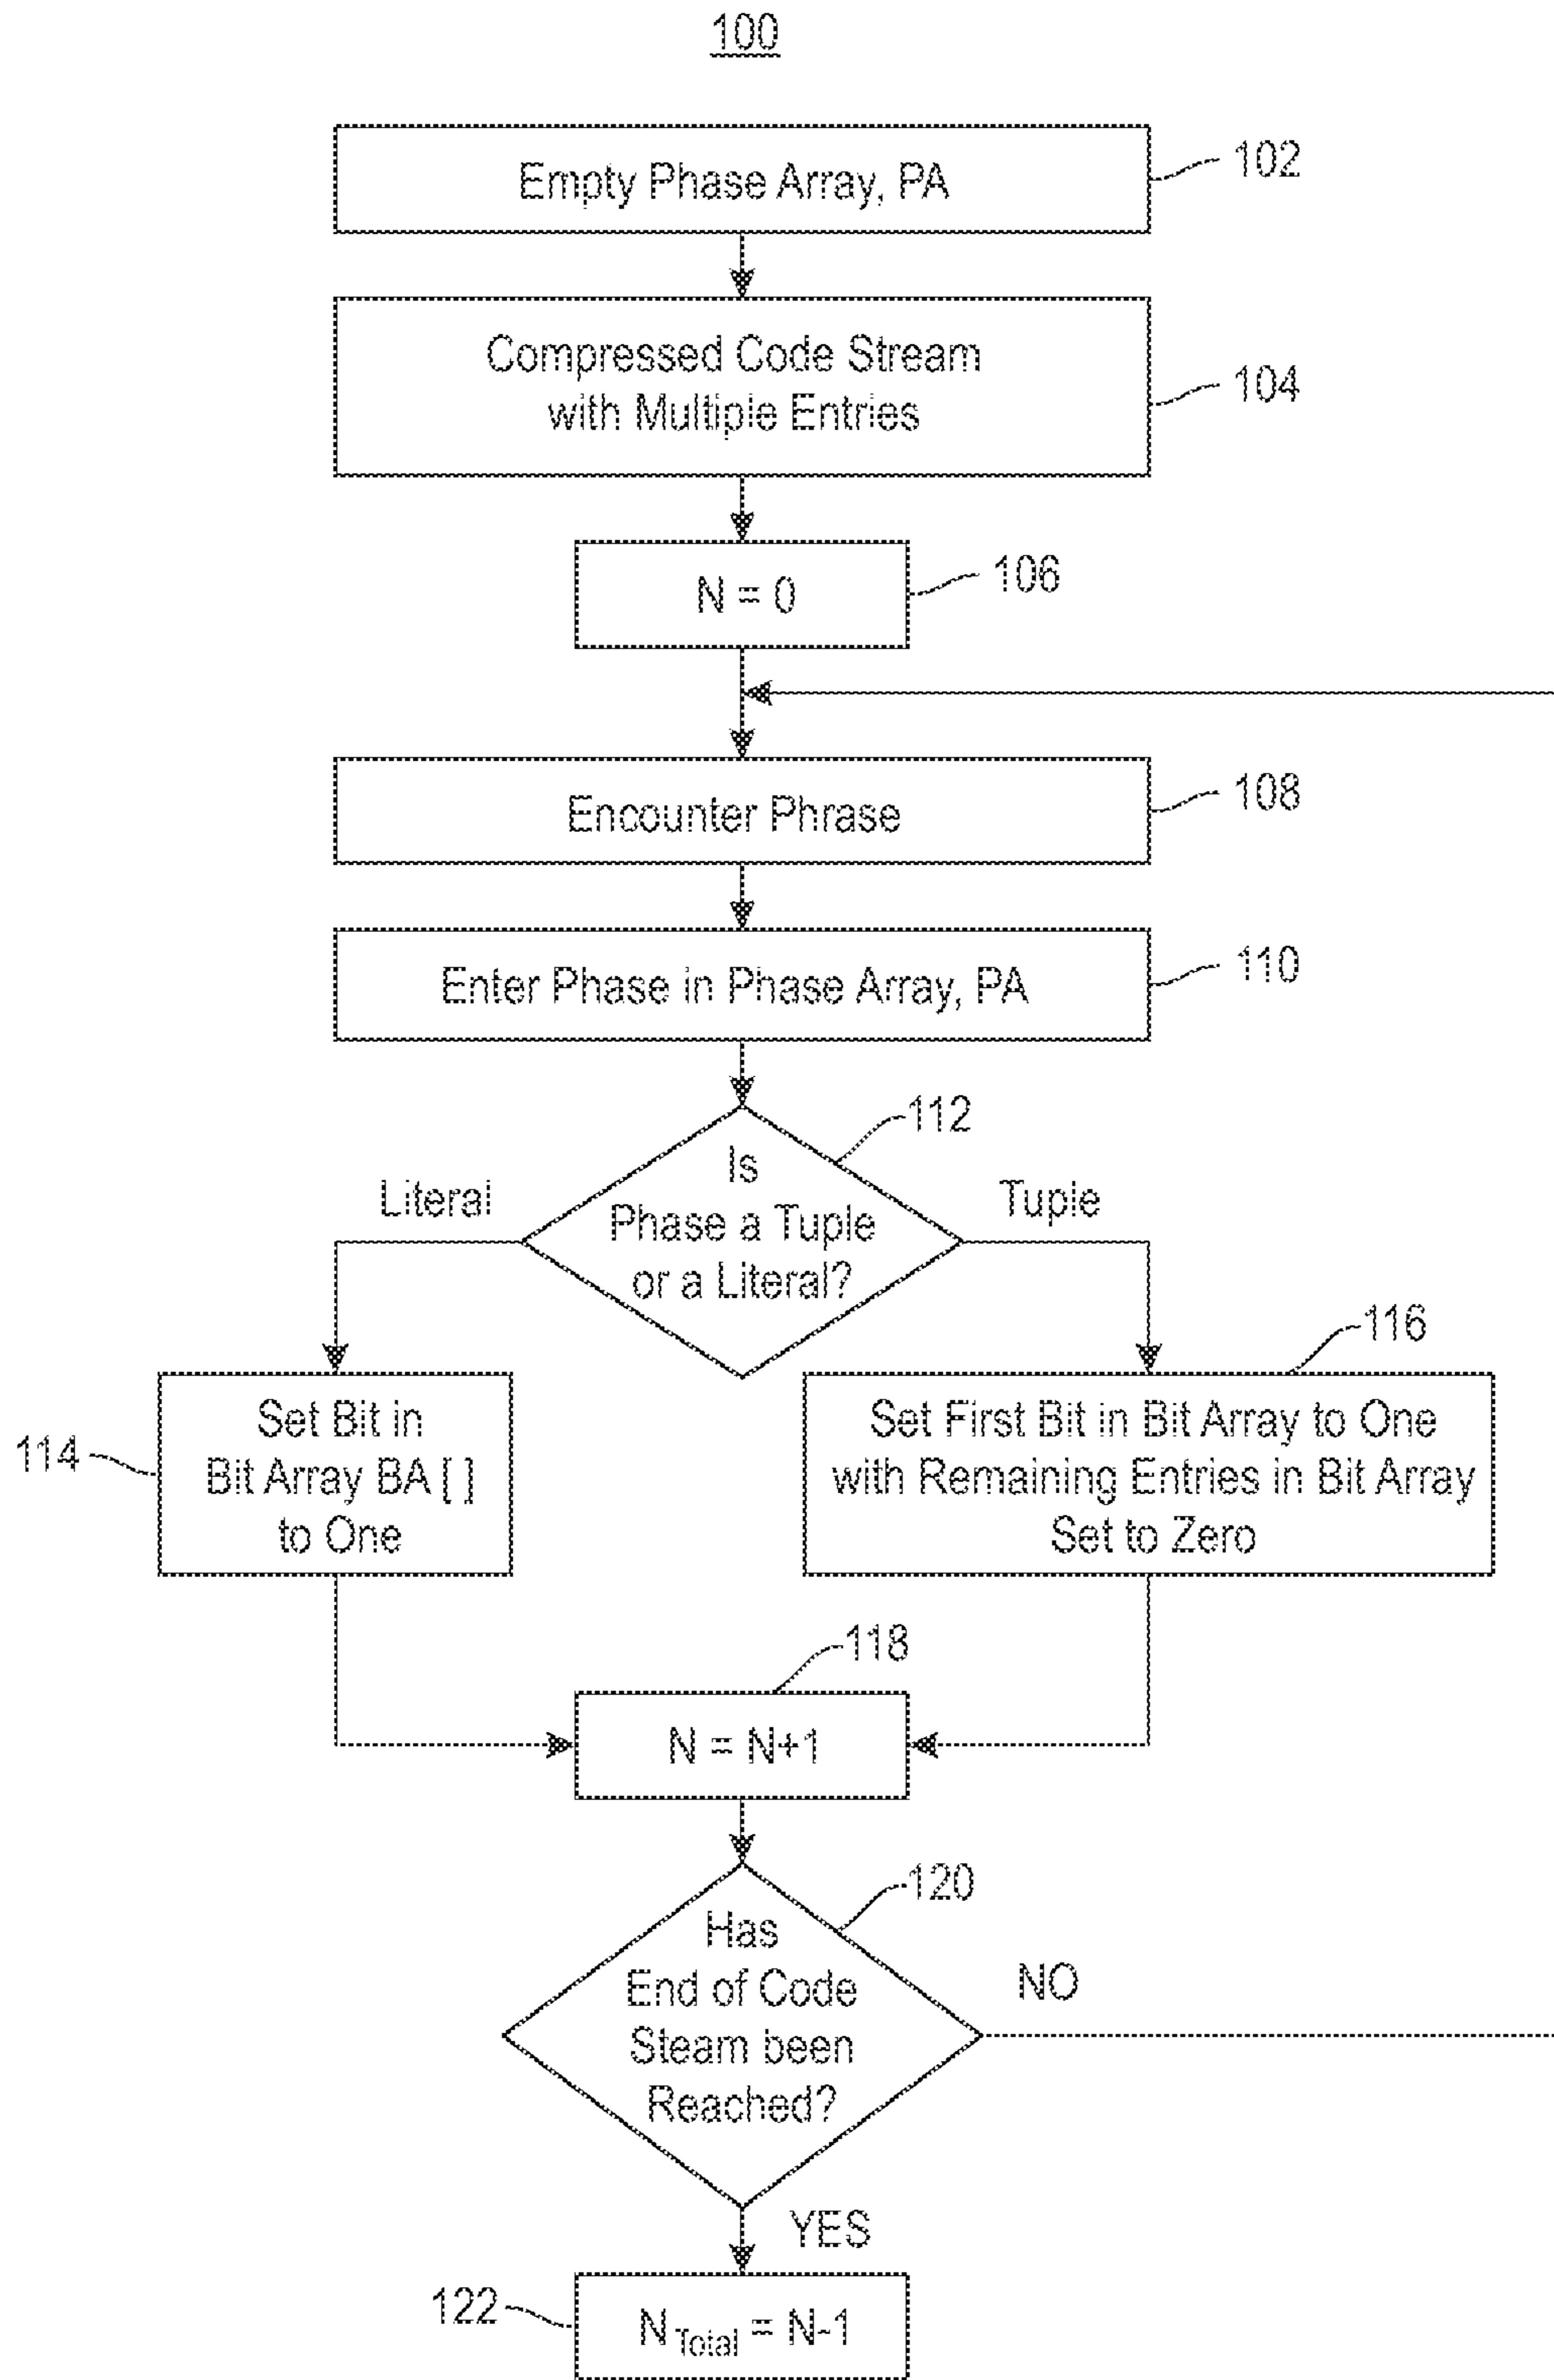 100
Empty Phase Array, PA
102
Compressed Code Stream
with Multiple Entries
104
N = 0
106
Encounter Phrase
108
Enter Phase in Phase Array, PA
110
112
Is
Phase a Tuple
or a Literal?
Literal
Tuple
116
114
Set Bit in
Bit Array BA [ ]
to One
Set First Bit in Bit Array to One
with Remaining Entries in Bit Array
Set to Zero
118
N = N+1
120
Has
End of Code
Steam been
Reached?
NO
YES
122
N Total = N-1